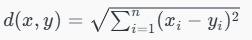 d(x, y) = √∑ⁿᵢ₌₁(xᵢ − yᵢ)²